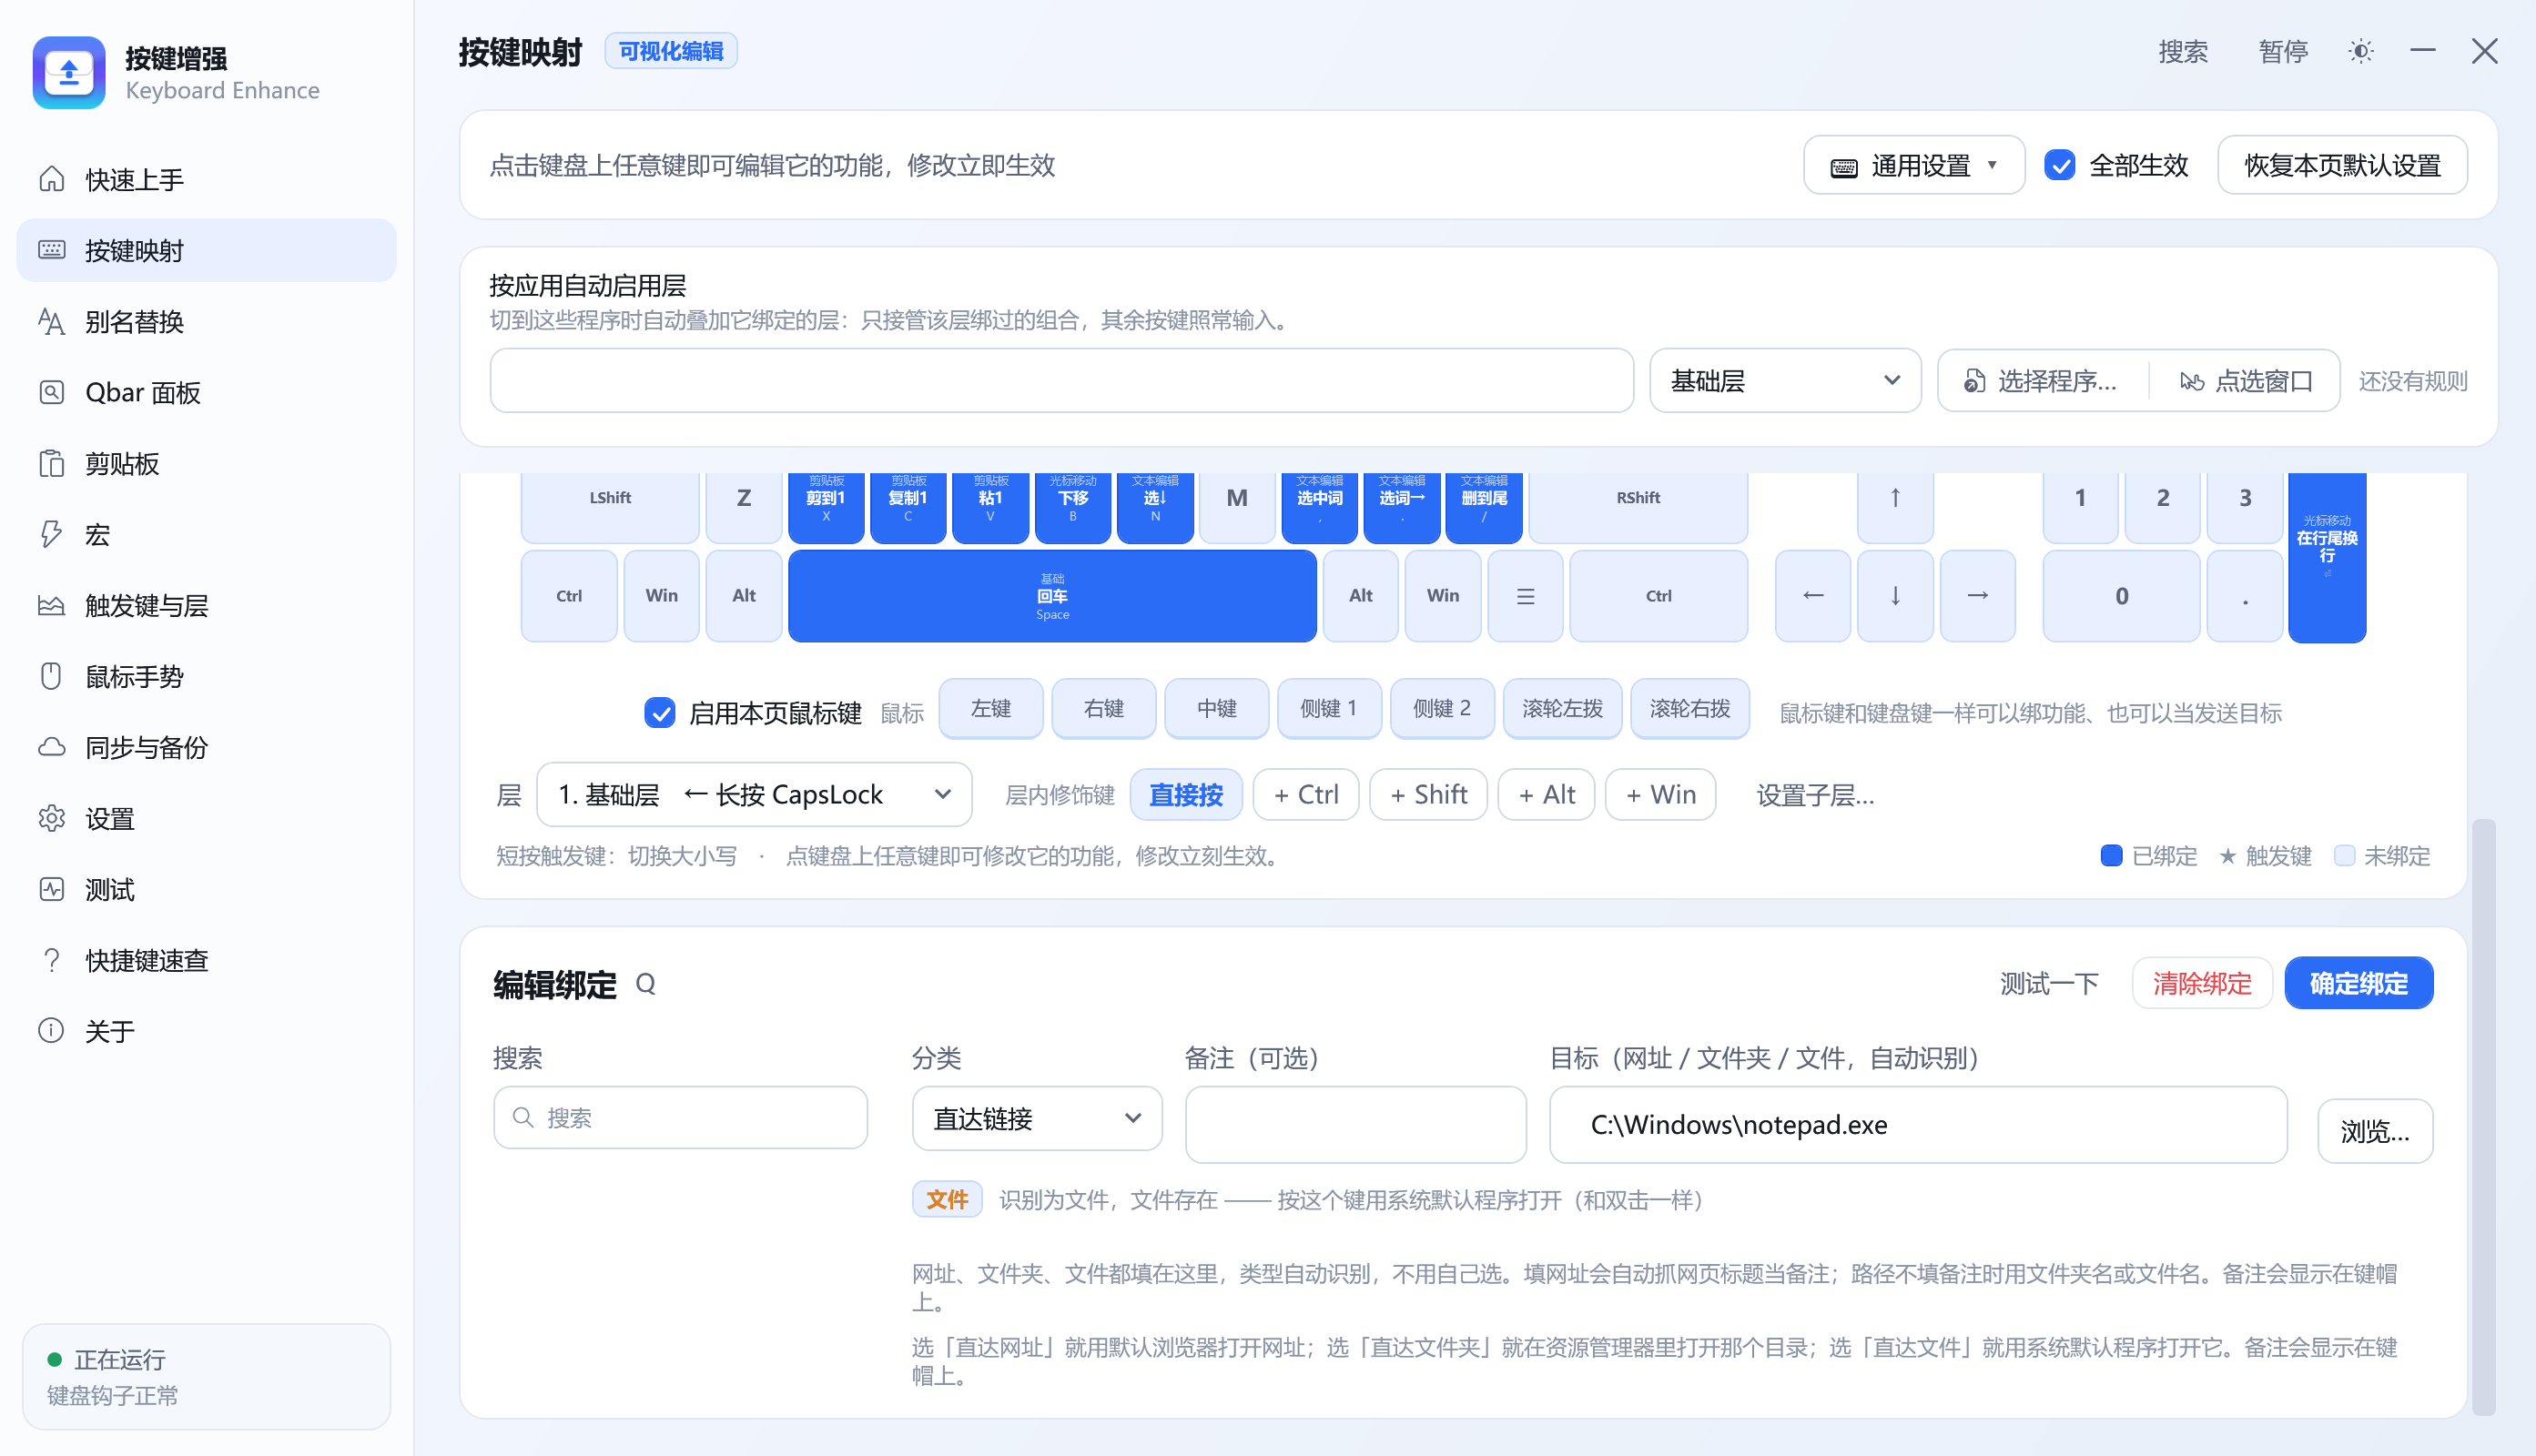 按键增强
Keyboard Enhance
快速上手
按键映射
别名替换
Qbar 面板
剪贴板
宏
触发键与层
鼠标手势
同步与备份
设置
测试
快捷键速查
关于
正在运行
键盘钩子正常
按键映射 可视化编辑
搜索 暂停
点击键盘上任意键即可编辑它的功能，修改立即生效
通用设置 全部生效 恢复本页默认设置
按应用自动启用层
切到这些程序时自动叠加它绑定的层：只接管该层绑过的组合，其余按键照常输入。
基础层 选择程序... 点选窗口 还没有规则
剪贴板 剪贴板 剪贴板 光标移动 文本编辑 文本编辑 文本编辑 文本编辑
LShift Z 剪到1 复制1 粘1 下移 选↓ M 选中词 选词→ 删到尾 RShift ↑ 1 2 3
X C V B N , . /
光标移动
在行尾换
行
⏎
基础
Ctrl Win Alt 回车 Alt Win ☰ Ctrl ← ↓ → 0 .
Space
启用本页鼠标键 鼠标 左键 右键 中键 侧键 1 侧键 2 滚轮左拨 滚轮右拨 鼠标键和键盘键一样可以绑功能、也可以当发送目标
层 1. 基础层 ← 长按 CapsLock 层内修饰键 直接按 + Ctrl + Shift + Alt + Win 设置子层...
短按触发键：切换大小写 · 点键盘上任意键即可修改它的功能，修改立刻生效。 已绑定 ★ 触发键 未绑定
编辑绑定 Q 测试一下 清除绑定 确定绑定
搜索 分类 备注（可选） 目标（网址 / 文件夹 / 文件，自动识别）
搜索 直达链接 C:\Windows\notepad.exe 浏览...
文件 识别为文件，文件存在 —— 按这个键用系统默认程序打开（和双击一样）
网址、文件夹、文件都填在这里，类型自动识别，不用自己选。填网址会自动抓网页标题当备注；路径不填备注时用文件夹名或文件名。备注会显示在键帽
上。
选「直达网址」就用默认浏览器打开网址；选「直达文件夹」就在资源管理器里打开那个目录；选「直达文件」就用系统默认程序打开它。备注会显示在键
帽上。